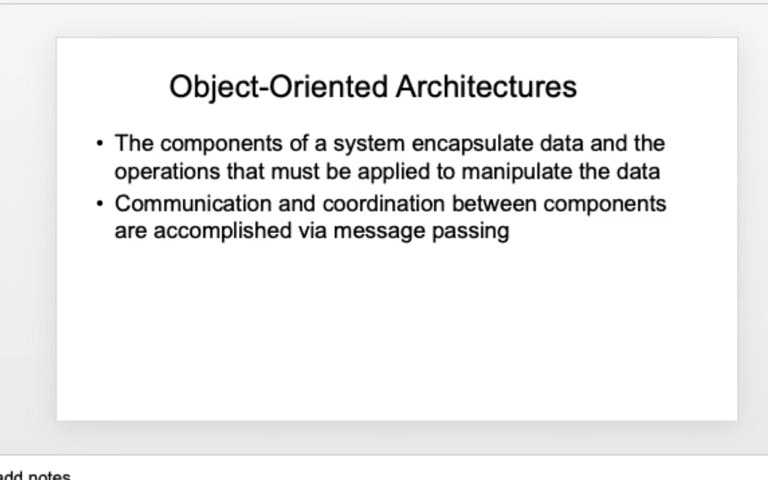 Object-Oriented Architectures
• The components of a system encapsulate data and the
operations that must be applied to manipulate the data
• Communication and coordination between components
are accomplished via message passing
add notes